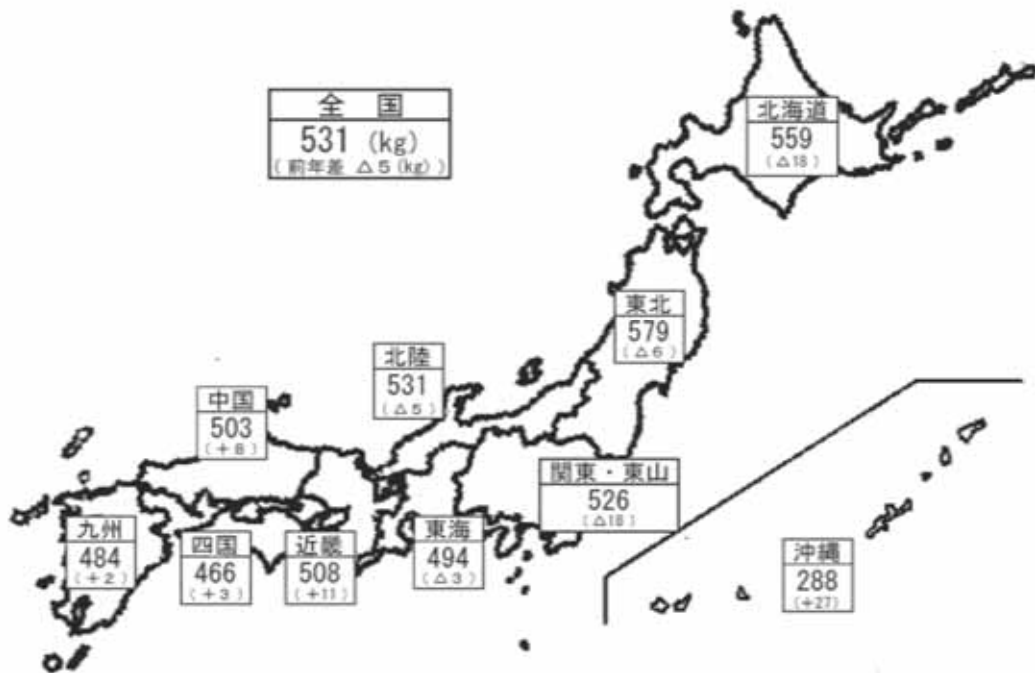 全 国
531 (kg)
(前年差 △5(kg))
北海道
559
(△18)
東北
579
(△6)
北陸
531
(△5)
中国
503
関東・東山
526
(△18)
九州
484
(+2)
四国
466
(+3)
近畿
508
(+11)
東海
494
(△3)
沖縄
288
(+27)